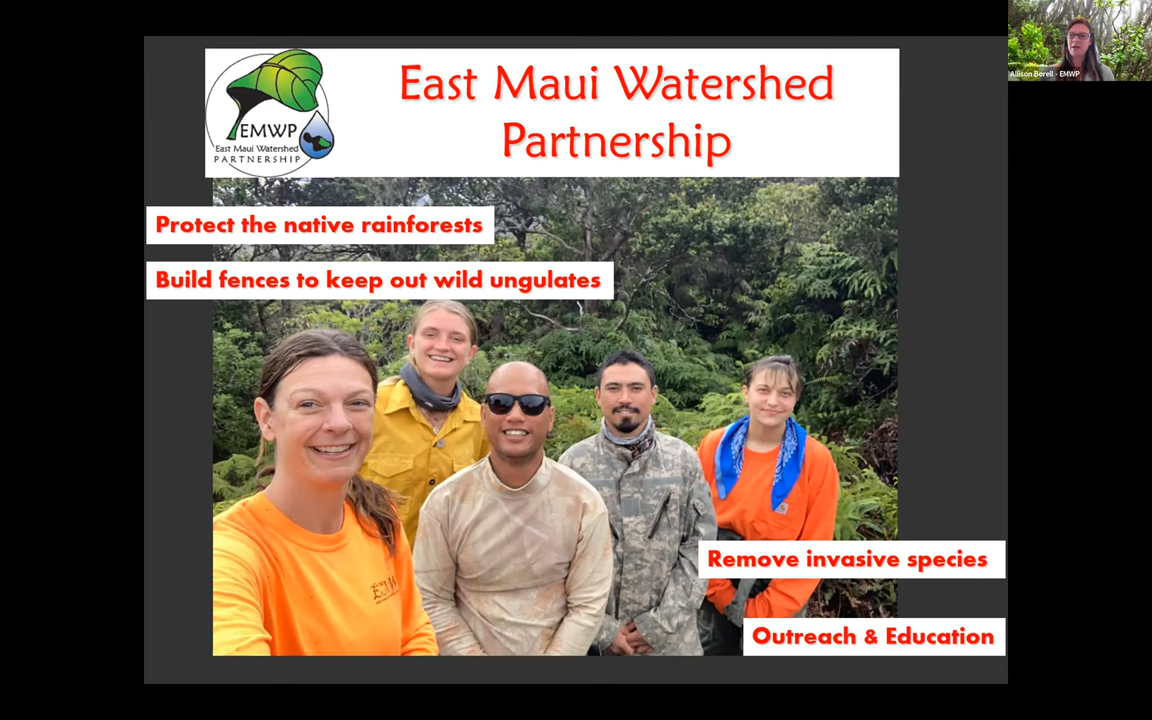 Allison Borell - EMWP
East Maui Watershed
Partnership
EMWP
East Maui Watershed
PARTNERSHIP
Protect the native rainforests
Build fences to keep out wild ungulates
Remove invasive species
Outreach & Education